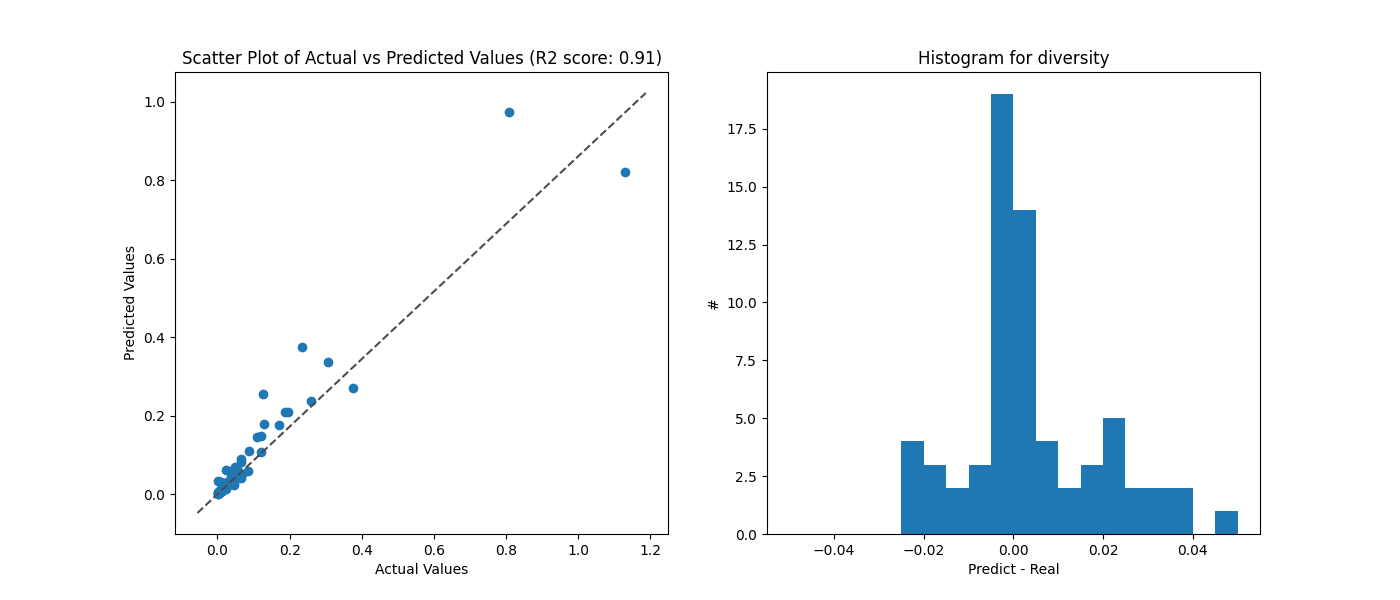 Scatter Plot of Actual vs Predicted Values (R2 score: 0.91)
1.0
0.8
0.6
0.4
0.2
0.0
Predicted Values
0.0 0.2 0.4 0.6 0.8 1.0 1.2
Actual Values
Histogram for diversity
17.5
15.0
12.5
10.0
7.5
5.0
2.5
0.0
#
−0.04 −0.02 0.00 0.02 0.04
Predict - Real